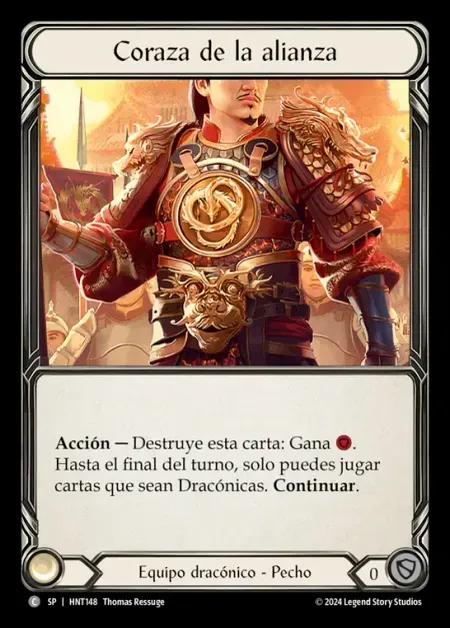 Coraza de la alianza
Acción — Destruye esta carta: Gana .
Hasta el final del turno, solo puedes jugar
cartas que sean Dracónicas. Continuar.
Equipo dracónico - Pecho
0
C SP | HNT148 Thomas Ressuge
© 2024 Legend Story Studios